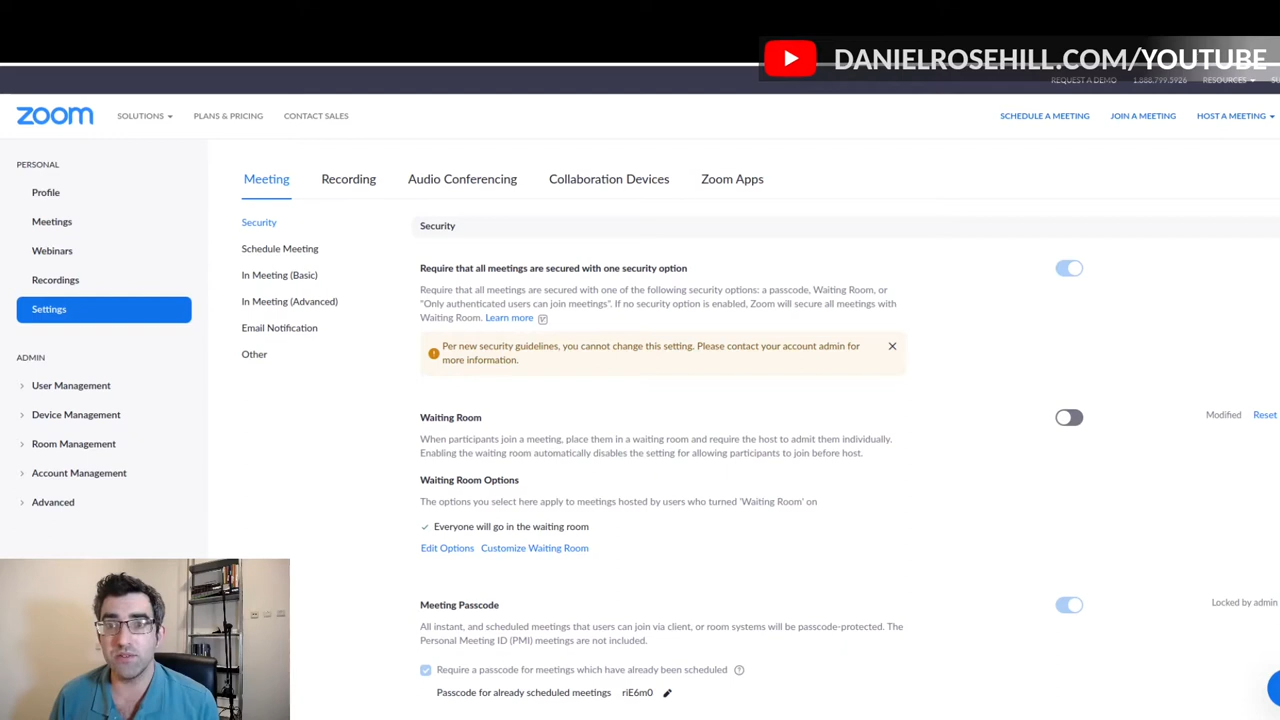 DANIELROSEHILL.COM/YOUTUBE
REQUEST A DEMO 1.888.799.5926 RESOURCES
zoom SOLUTIONS PLANS & PRICING CONTACT SALES SCHEDULE A MEETING JOIN A MEETING HOST A MEETING
PERSONAL
Profile
Meetings
Webinars
Recordings
Settings
ADMIN
User Management
Device Management
Room Management
Account Management
Advanced
Meeting Recording Audio Conferencing Collaboration Devices Zoom Apps
Security
Schedule Meeting
In Meeting (Basic)
In Meeting (Advanced)
Email Notification
Other
Security
Require that all meetings are secured with one security option
Require that all meetings are secured with one of the following security options: a passcode, Waiting Room, or
"Only authenticated users can join meetings". If no security option is enabled, Zoom will secure all meetings with
Waiting Room. Learn more
Per new security guidelines, you cannot change this setting. Please contact your account admin for
more information.
Waiting Room Modified Reset
When participants join a meeting, place them in a waiting room and require the host to admit them individually.
Enabling the waiting room automatically disables the setting for allowing participants to join before host.
Waiting Room Options
The options you select here apply to meetings hosted by users who turned 'Waiting Room' on
Everyone will go in the waiting room
Edit Options Customize Waiting Room
Meeting Passcode Locked by admin
All instant, and scheduled meetings that users can join via client, or room systems will be passcode-protected. The
Personal Meeting ID (PMI) meetings are not included.
Require a passcode for meetings which have already been scheduled
Passcode for already scheduled meetings riE6m0